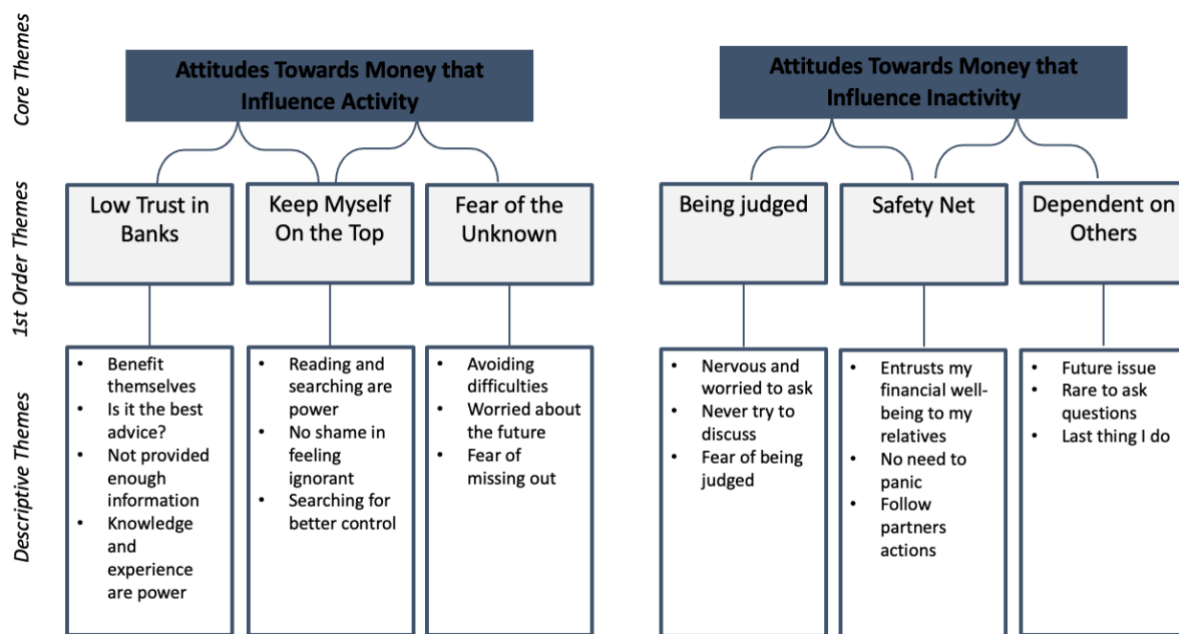 Core Themes
Attitudes Towards Money that
Influence Activity
Attitudes Towards Money that
Influence Inactivity
1st Order Themes
Low Trust in
Banks
Keep Myself
On the Top
Fear of the
Unknown
Being judged
Safety Net
Dependent on
Others
Descriptive Themes
• Benefit
themselves
• Is it the best
advice?
• Not provided
enough
information
• Knowledge
and
experience
are power
• Reading and
searching are
power
• No shame in
feeling
ignorant
• Searching for
better control
• Avoiding
difficulties
• Worried about
the future
• Fear of
missing out
• Nervous and
worried to ask
• Never try to
discuss
• Fear of being
judged
• Entrusts my
financial well-
being to my
relatives
• No need to
panic
• Follow
partners
actions
• Future issue
• Rare to ask
questions
• Last thing I do